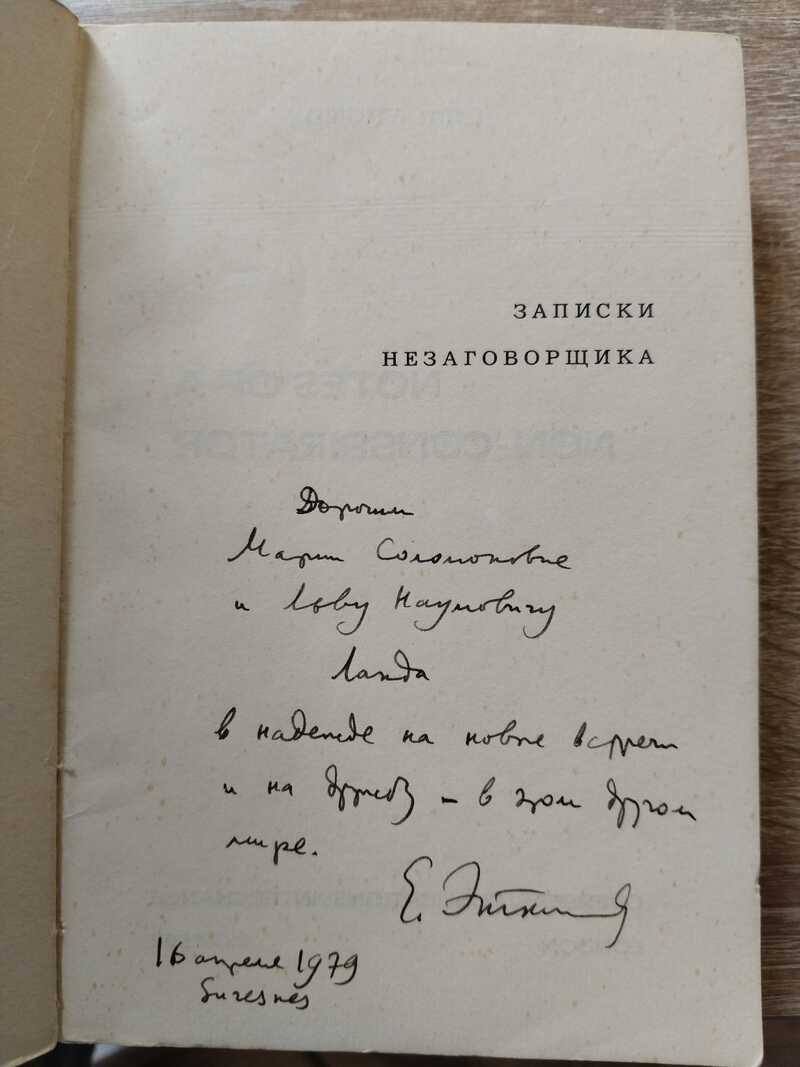 ЗАПИСКИ
НЕЗАГОВОРЩИКА
Дорогим
Марии Соломоновне
и Льву Наумовичу
Ланда
в надежде на новые встречи
и на дружбу – в этом другом
мире.
Е. Эткинд
16 апреля 1979
Suresnes